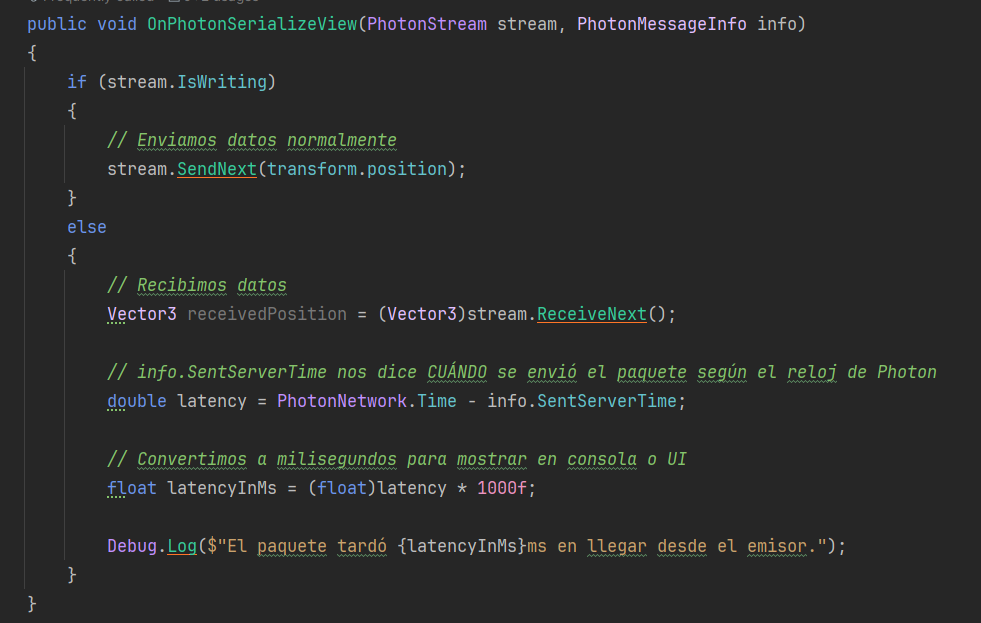 public void OnPhotonSerializeView(PhotonStream stream, PhotonMessageInfo info)
{
if (stream.IsWriting)
{
// Enviamos datos normalmente
stream.SendNext(transform.position);
}
else
{
// Recibimos datos
Vector3 receivedPosition = (Vector3)stream.ReceiveNext();
// info.SentServerTime nos dice CUÁNDO se envió el paquete según el reloj de Photon
double latency = PhotonNetwork.Time - info.SentServerTime;
// Convertimos a milisegundos para mostrar en consola o UI
float latencyInMs = (float)latency * 1000f;
Debug.Log($"El paquete tardó {latencyInMs}ms en llegar desde el emisor.");
}
}